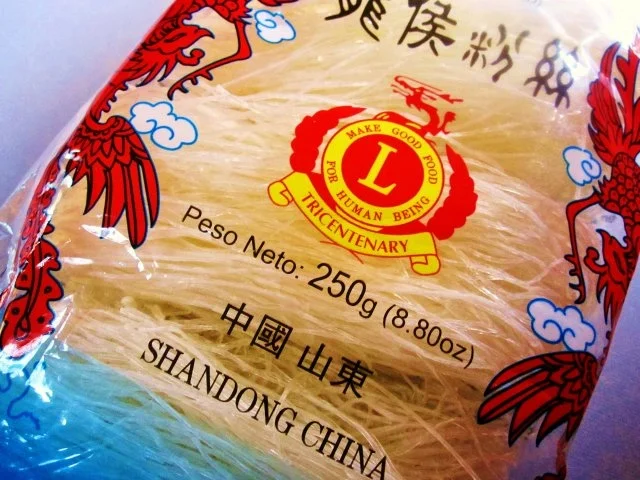 侯粉絲
MAKE GOOD FOOD
FOR HUMAN BEING
L
TRICENTENARY
Peso Neto: 250g (8.80oz)
中國 山東
SHANDONG CHINA